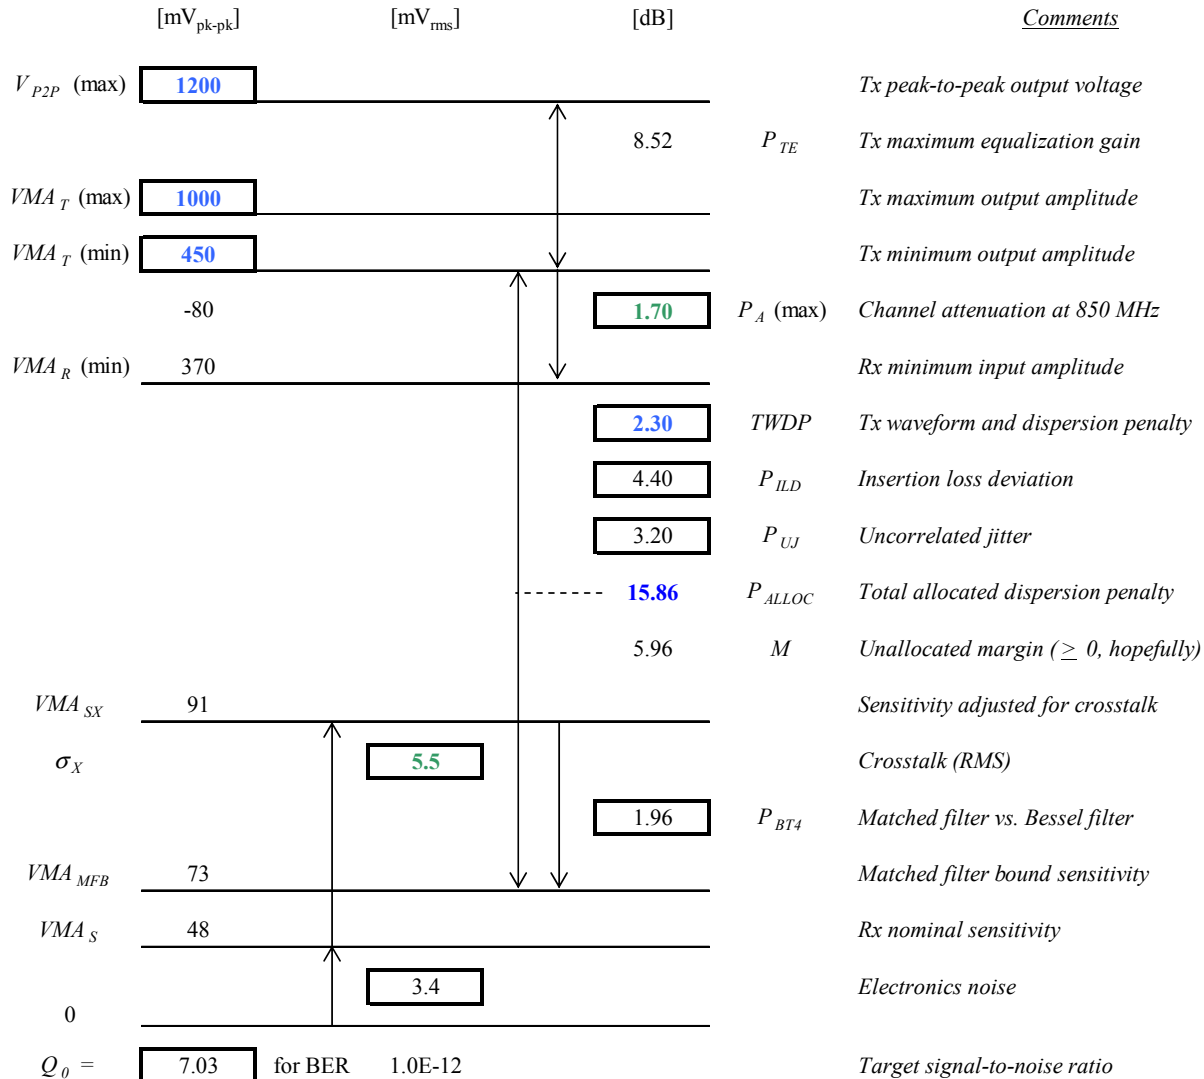 [mVpk-pk] [mVrms] [dB] Comments
VP2P (max) 1200 Tx peak-to-peak output voltage
8.52 PTE Tx maximum equalization gain
VMAT (max) 1000 Tx maximum output amplitude
VMAT (min) 450 Tx minimum output amplitude
-80 1.70 PA (max) Channel attenuation at 850 MHz
VMAR (min) 370 Rx minimum input amplitude
2.30 TWDP Tx waveform and dispersion penalty
4.40 PILD Insertion loss deviation
3.20 PUJ Uncorrelated jitter
15.86 PALLOC Total allocated dispersion penalty
5.96 M Unallocated margin (≥ 0, hopefully)
VMASX 91 Sensitivity adjusted for crosstalk
σX 5.5 Crosstalk (RMS)
1.96 PBT4 Matched filter vs. Bessel filter
VMAMFB 73 Matched filter bound sensitivity
VMAS 48 Rx nominal sensitivity
3.4 Electronics noise
0
Q0 = 7.03 for BER 1.0E-12 Target signal-to-noise ratio